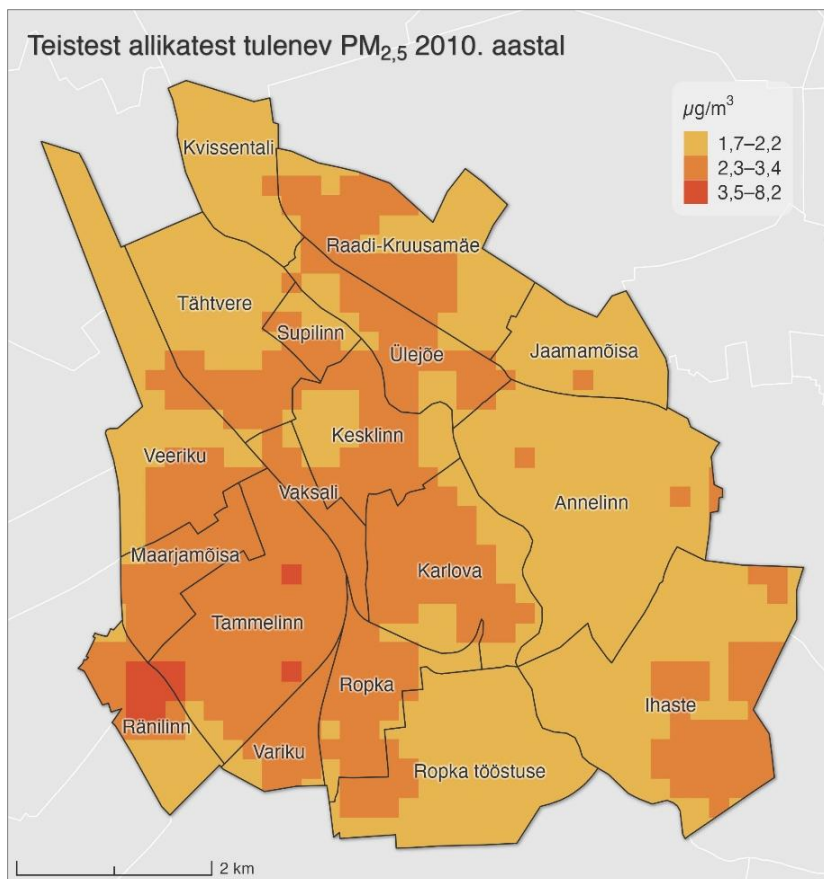 Teistest allikatest tulenev PM2,5 2010. aastal
µg/m³
1,7–2,2
2,3–3,4
3,5–8,2
Kvissentali
Raadi-Kruusamäe
Tähtvere
Supilinn
Ülejõe
Jaamamõisa
Kesklinn
Veeriku
Vaksali
Annelinn
Maarjamõisa
Karlova
Tammelinn
Ropka
Ihaste
Ränilinn
Variku
Ropka tööstuse
2 km